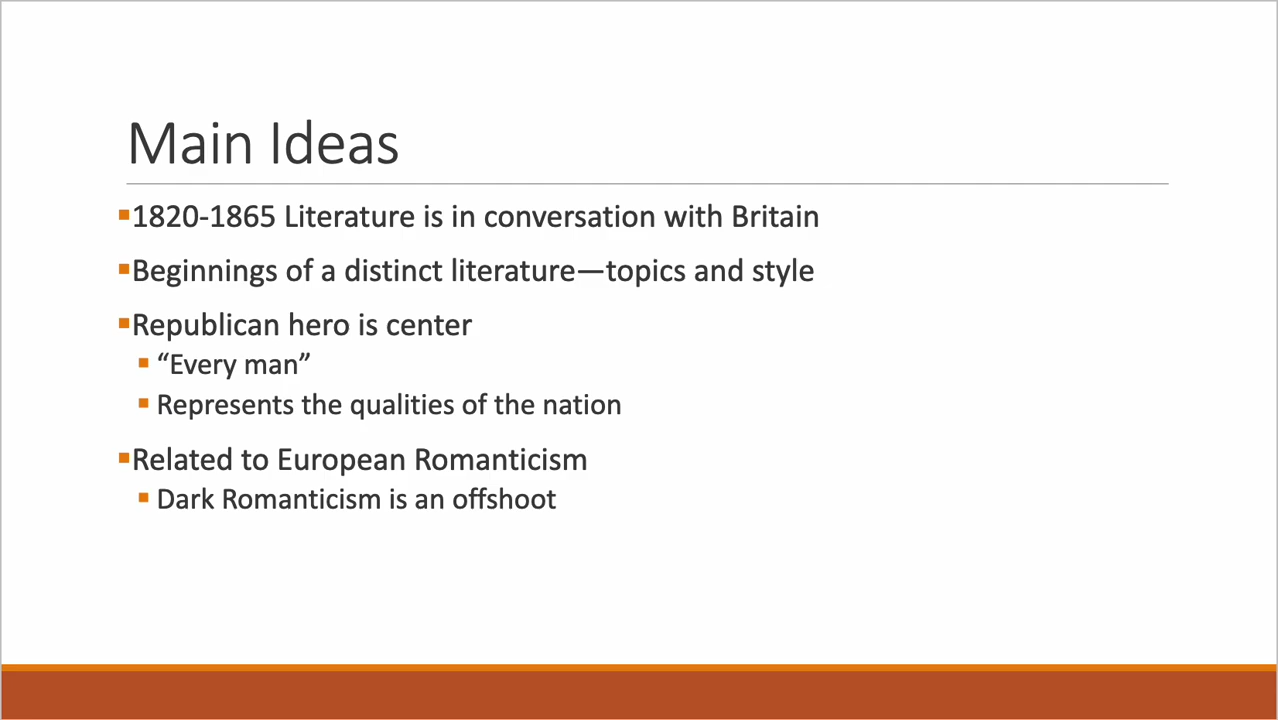 Main Ideas
▪1820-1865 Literature is in conversation with Britain
▪Beginnings of a distinct literature—topics and style
▪Republican hero is center
▪ “Every man”
▪ Represents the qualities of the nation
▪Related to European Romanticism
▪ Dark Romanticism is an offshoot